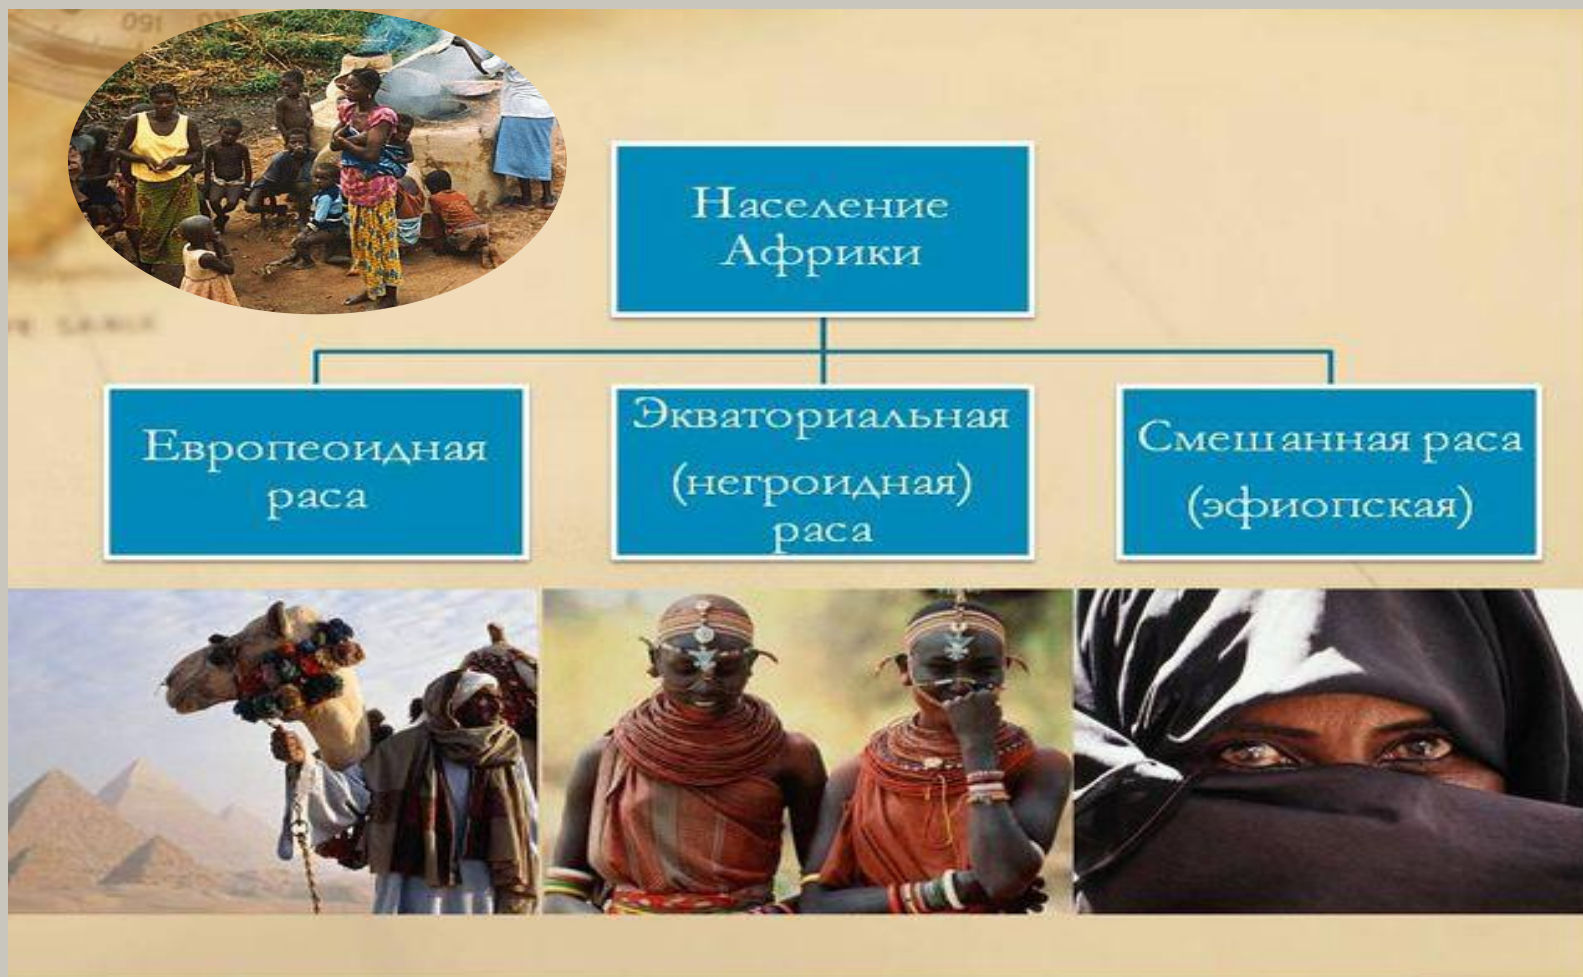 Население
Африки
Европеоидная
раса
Экваториальная
(негроидная)
раса
Смешанная раса
(эфиопская)